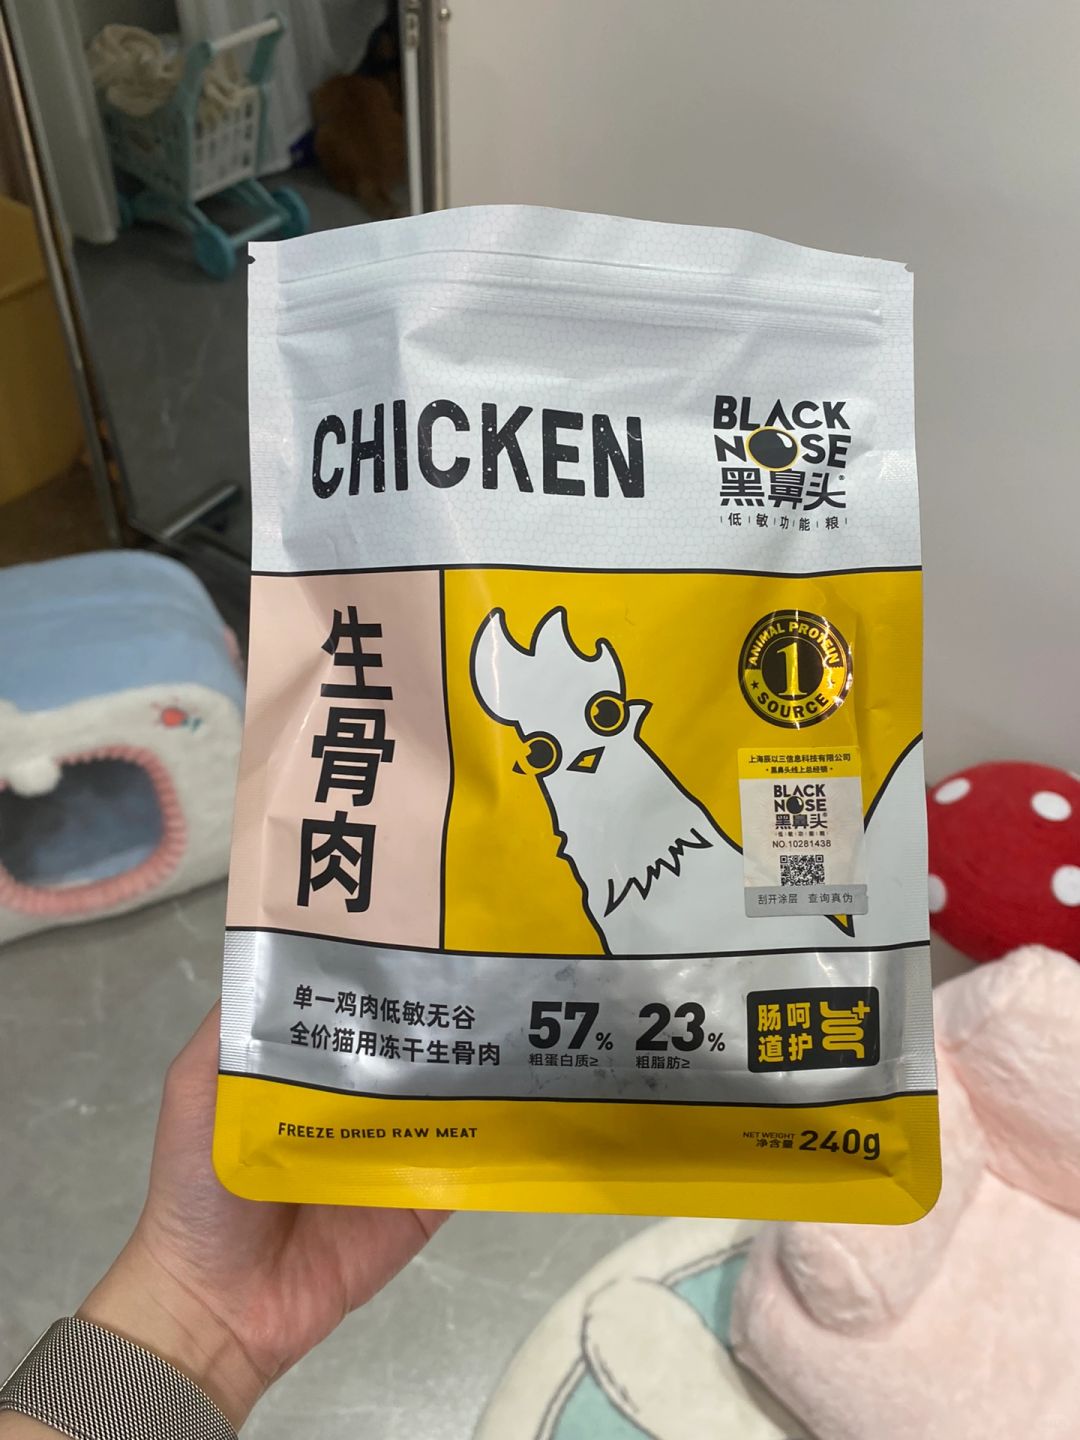 CHICKEN
BLACK
NOSE
黑鼻头®
低敏功能粮
生骨肉
ANIMAL PROTEIN
1
SOURCE
上海辰以三信息科技有限公司
黑鼻头线上总经销
BLACK
NOSE
黑鼻头
低敏功能粮
NO.10281438
刮开涂层 查询真伪
单一鸡肉低敏无谷
全价猫用冻干生骨肉
57%
粗蛋白质≥
23%
粗脂肪≥
肠道
呵护
FREEZE DRIED RAW MEAT
NET WEIGHT
净含量
240g